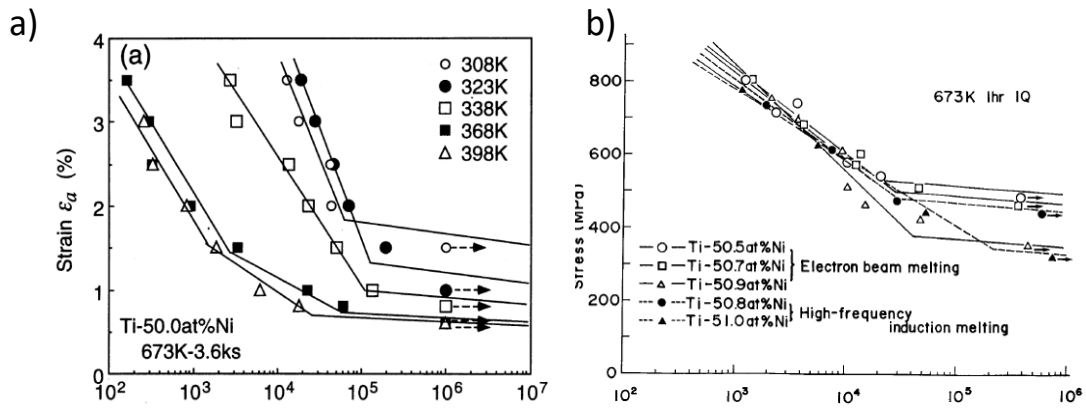 a)
(a)
308K
323K
338K
368K
398K
4
3
2
1
0
Strain εa (%)
Ti-50.0at%Ni
673K-3.6ks
10²
10³
10⁴
10⁵
10⁶
10⁷
b)
673K Ihr IQ
800
600
400
200
0
Stress (MPa)
Ti-50.5at%Ni
Ti-50.7at%Ni
Ti-50.9at%Ni
Electron beam melting
Ti-50.8at%Ni
Ti-51.0at%Ni
High-frequency
induction melting
10²
10³
10⁴
10⁵
10⁶